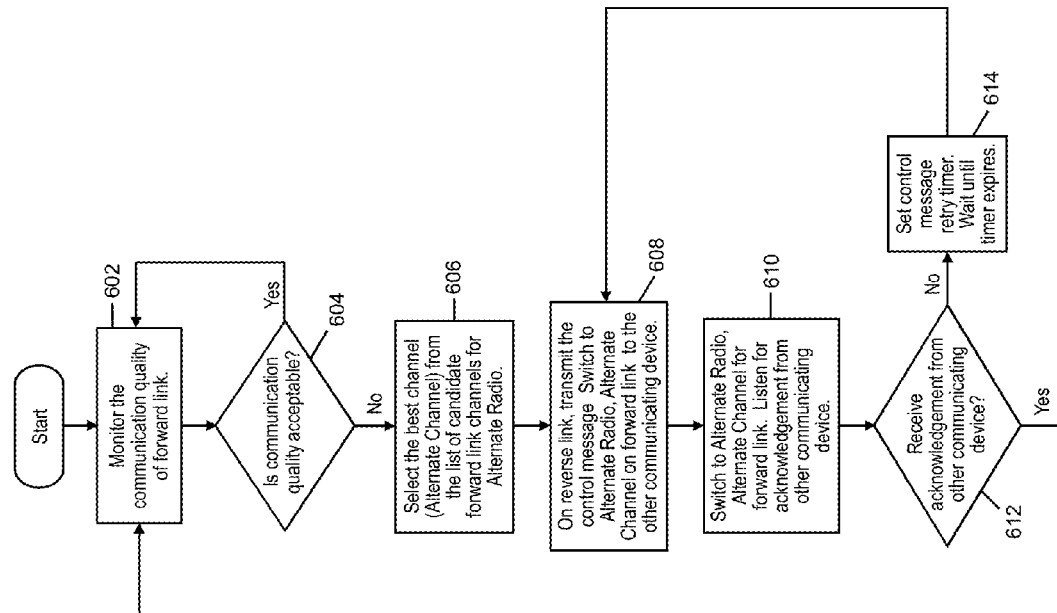 Start
602
Monitor the
communication quality
of forward link.
Is communication
quality acceptable?
604
Yes
No
606
Select the best channel
(Alternate Channel) from
the list of candidate
forward link channels for
Alternate Radio.
608
On reverse link, transmit the
control message Switch to
Alternate Radio, Alternate
Channel on forward link to the
other communicating device.
610
Switch to Alternate Radio,
Alternate Channel for
forward link. Listen for
acknowledgement from
other communicating
device.
Receive
acknowledgement from
other communicating
device?
612
No
Yes
614
Set control
message
retry timer.
Wait until
timer expires.